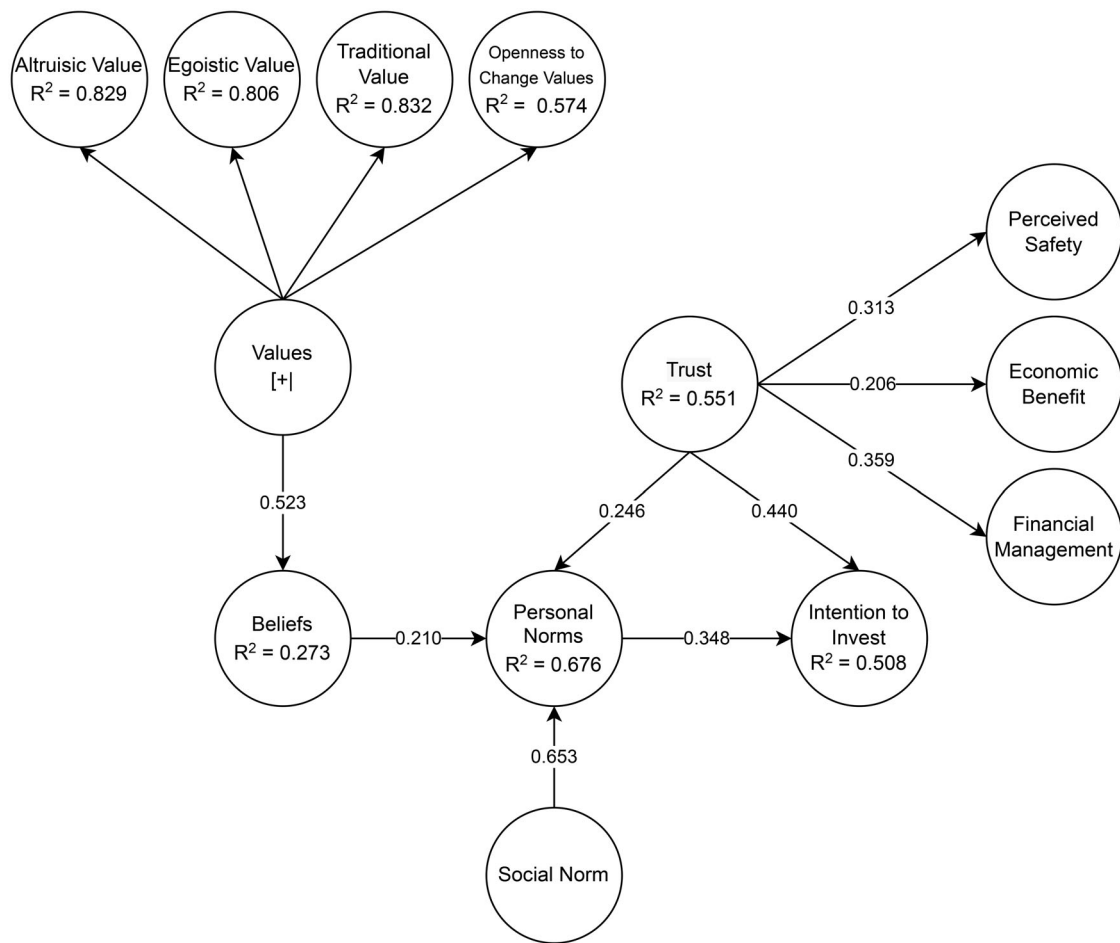 Altruisic Value
R² = 0.829
Egoistic Value
R² = 0.806
Traditional
Value
R² = 0.832
Openness to
Change Values
R² = 0.574
Perceived
Safety
0.313
Values
[+|
Trust
R² = 0.551
0.206
Economic
Benefit
0.359
0.523
0.246
0.440
Financial
Management
Beliefs
R² = 0.273
0.210
Personal
Norms
R² = 0.676
0.348
Intention to
Invest
R² = 0.508
0.653
Social Norm